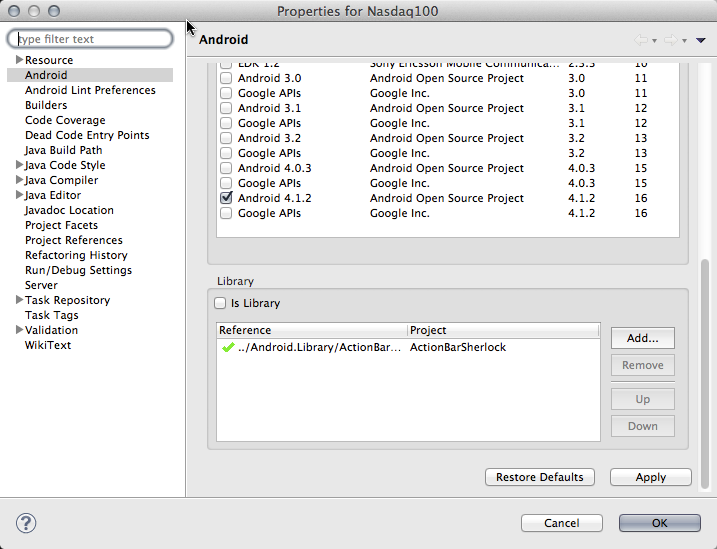 Properties for Nasdaq100
type filter text
Resource
Android
Android Lint Preferences
Builders
Code Coverage
Dead Code Entry Points
Java Build Path
Java Code Style
Java Compiler
Java Editor
Javadoc Location
Project Facets
Project References
Refactoring History
Run/Debug Settings
Server
Task Repository
Task Tags
Validation
WikiText
Android
EDK 1.2 Sony Ericsson Mobile Communica... 2.3.3 10
Android 3.0 Android Open Source Project 3.0 11
Google APIs Google Inc. 3.0 11
Android 3.1 Android Open Source Project 3.1 12
Google APIs Google Inc. 3.1 12
Android 3.2 Android Open Source Project 3.2 13
Google APIs Google Inc. 3.2 13
Android 4.0.3 Android Open Source Project 4.0.3 15
Google APIs Google Inc. 4.0.3 15
Android 4.1.2 Android Open Source Project 4.1.2 16
Google APIs Google Inc. 4.1.2 16
Library
Is Library
Reference Project
../Android.Library/ActionBar... ActionBarSherlock
Add...
Remove
Up
Down
Restore Defaults Apply
? Cancel OK